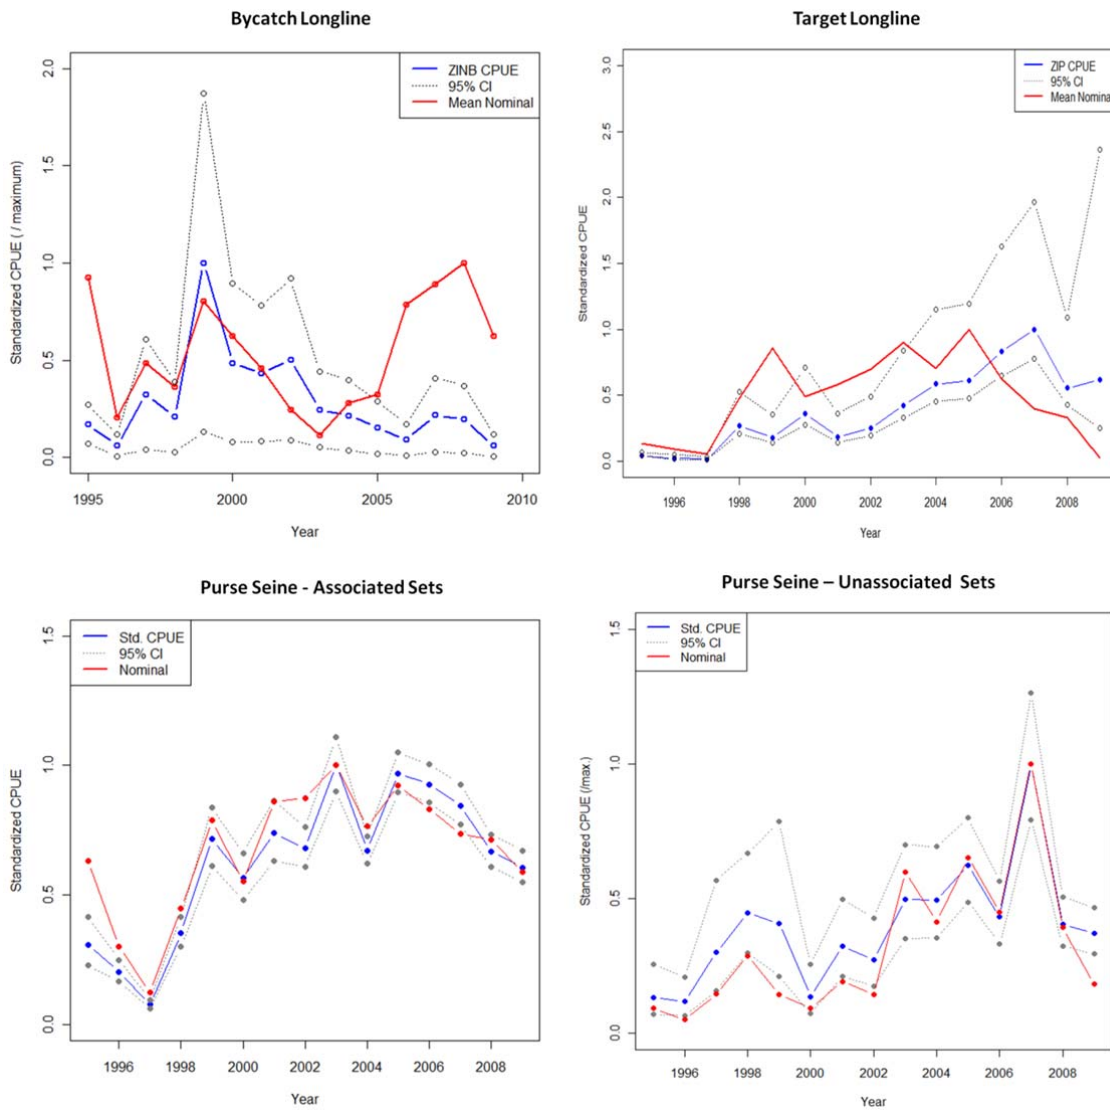 Bycatch Longline
ZINB CPUE
95% CI
Mean Nominal
Standardized CPUE ( / maximum)
2.0
1.5
1.0
0.5
0.0
1995 2000 2005 2010
Year
Target Longline
ZIP CPUE
95% CI
Mean Nomina
Standardized CPUE
3.0
2.5
2.0
1.5
1.0
0.5
0.0
1996 1998 2000 2002 2004 2006 2008
Year
Purse Seine - Associated Sets
Std. CPUE
95% CI
Nominal
Standardized CPUE
1.5
1.0
0.5
0.0
1996 1998 2000 2002 2004 2006 2008
Year
Purse Seine – Unassociated Sets
Std. CPUE
95% CI
Nominal
Standardized CPUE (/max.)
1.5
1.0
0.5
0.0
1996 1998 2000 2002 2004 2006 2008
Year